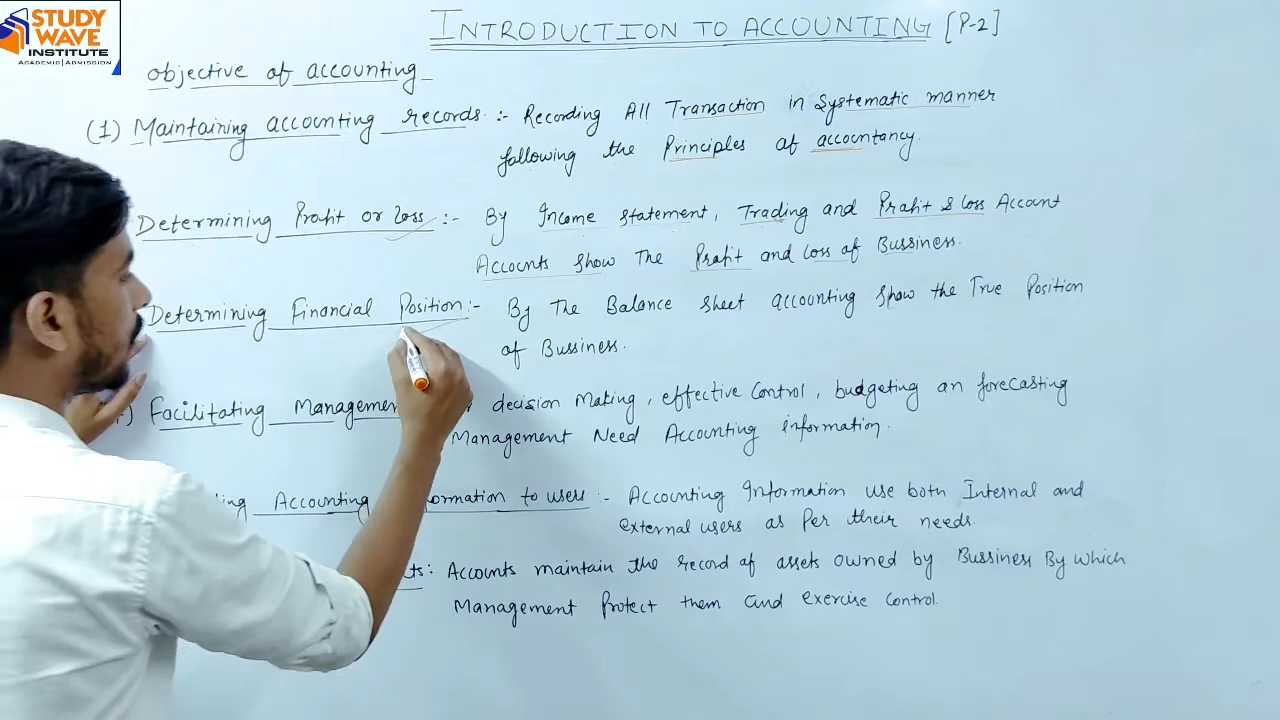 STUDY
WAVE
INSTITUTE
ACADEMIC|ADMISSION
INTRODUCTION TO ACCOUNTING [P-2]
objective of accounting
(1) Maintaining accounting records :- Recording All Transaction in Systematic manner
following the Principles of accountancy.
Determining Profit or loss :- By Income statement, Trading and Profit & loss Account
Accounts show The Profit and loss of Bussiness.
Determining Financial Position :- By The Balance sheet accounting show the True Position
of Bussiness.
Facilitating decision Making, effective Control, budgeting an forecasting
Management Need Accounting information.
Accounting to users :- Accounting Information use both Internal and
external users as Per their needs.
Accounts maintain the record of assets owned by Bussiness By which
Management Protect them and exercise Control.